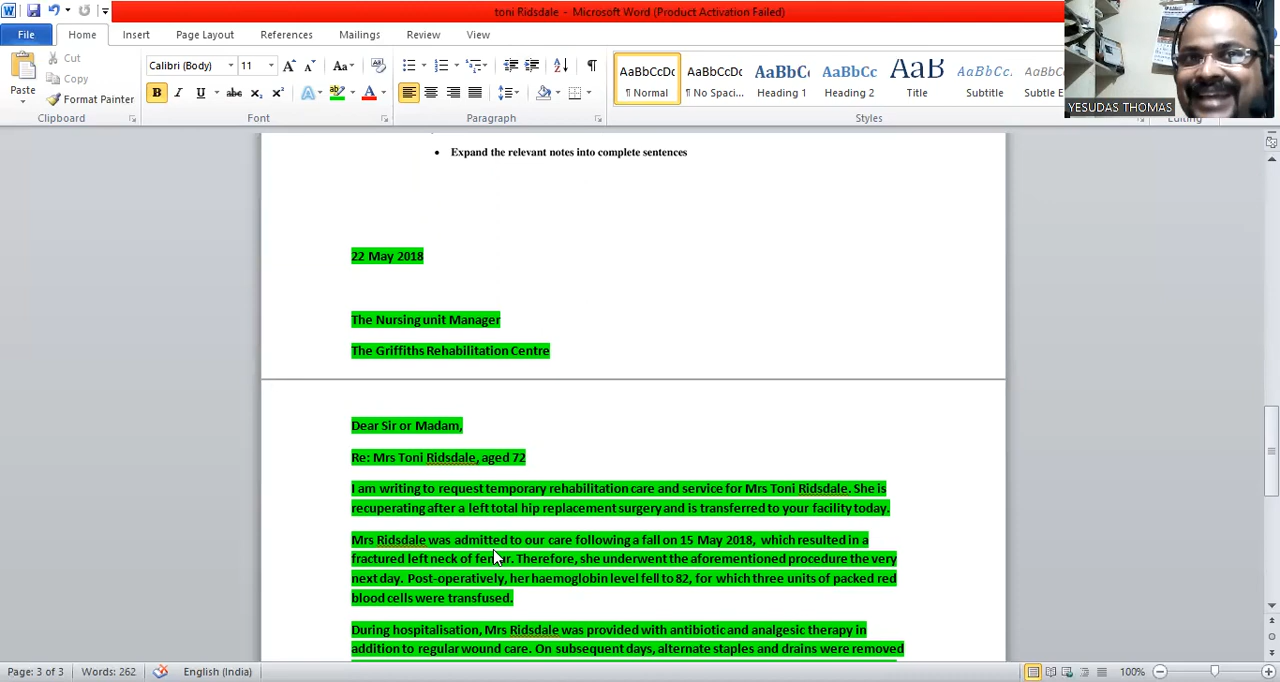 toni Ridsdale - Microsoft Word (Product Activation Failed)
File Home Insert Page Layout References Mailings Review View
Paste
Cut
Copy
Format Painter
Clipboard
Calibri (Body) 11
Font
Paragraph
AaBbCcDc AaBbCcDc AaBbCc AaBbCc AaB AaBbCc. AaBbCc
¶ Normal ¶ No Spaci... Heading 1 Heading 2 Title Subtitle Subtle E
Styles
YESUDAS THOMAS
• Expand the relevant notes into complete sentences
22 May 2018
The Nursing unit Manager
The Griffiths Rehabilitation Centre
Dear Sir or Madam,
Re: Mrs Toni Ridsdale, aged 72
I am writing to request temporary rehabilitation care and service for Mrs Toni Ridsdale. She is
recuperating after a left total hip replacement surgery and is transferred to your facility today.
Mrs Ridsdale was admitted to our care following a fall on 15 May 2018, which resulted in a
fractured left neck of femur. Therefore, she underwent the aforementioned procedure the very
next day. Post-operatively, her haemoglobin level fell to 82, for which three units of packed red
blood cells were transfused.
During hospitalisation, Mrs Ridsdale was provided with antibiotic and analgesic therapy in
addition to regular wound care. On subsequent days, alternate staples and drains were removed
Page: 3 of 3 Words: 262 English (India) 100%